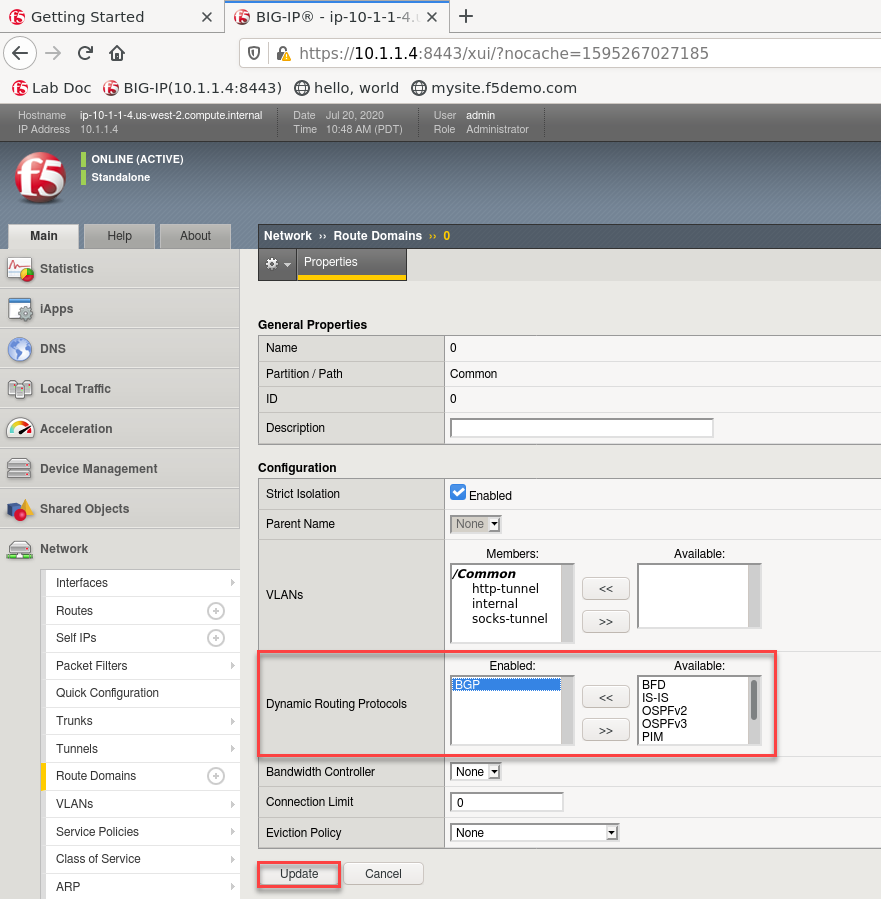 Getting Started
BIG-IP® - ip-10-1-1-4.u
https://10.1.1.4:8443/xui/?nocache=1595267027185
Lab Doc BIG-IP(10.1.1.4:8443) hello, world mysite.f5demo.com
Hostname ip-10-1-1-4.us-west-2.compute.internal Date Jul 20, 2020 User admin
IP Address 10.1.1.4 Time 10:48 AM (PDT) Role Administrator
f5
ONLINE (ACTIVE)
Standalone
Main Help About
Network ›› Route Domains ›› 0
Properties
Statistics
iApps
DNS
Local Traffic
Acceleration
Device Management
Shared Objects
Network
Interfaces
Routes
Self IPs
Packet Filters
Quick Configuration
Trunks
Tunnels
Route Domains
VLANs
Service Policies
Class of Service
ARP
General Properties
Name 0
Partition / Path Common
ID 0
Description
Configuration
Strict Isolation Enabled
Parent Name None
VLANs
Members: Available:
/Common
http-tunnel
internal
socks-tunnel
<<
>>
Dynamic Routing Protocols
Enabled: Available:
BGP
<<
>>
BFD
IS-IS
OSPFv2
OSPFv3
PIM
Bandwidth Controller None
Connection Limit 0
Eviction Policy None
Update Cancel